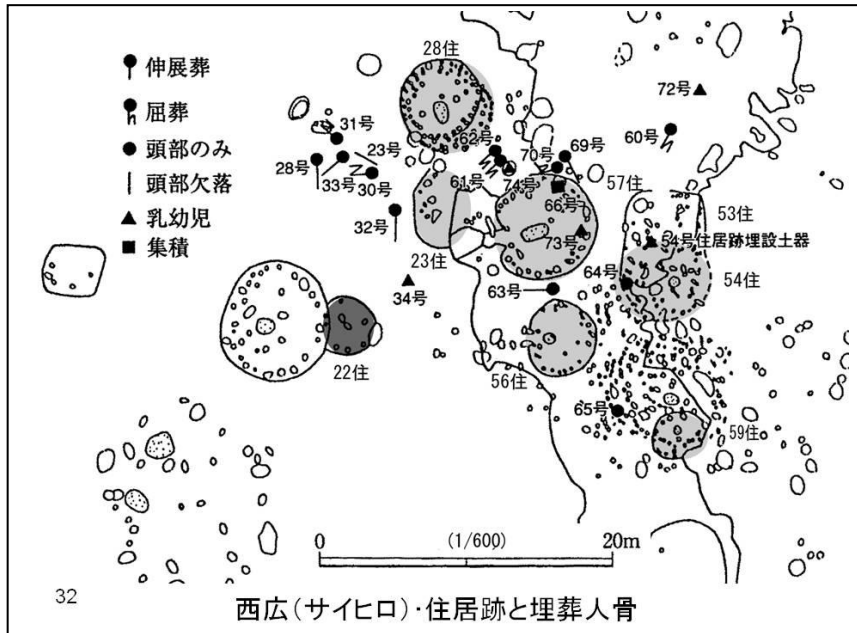 伸展葬
屈葬
頭部のみ
頭部欠落
乳幼児
集積
28住
72号
31号
23号
62号
70号
69号
60号
28号
33号
30号
61号
74号
57号
66号
53号
32号
73号
54号住居跡埋設土器
23住
34号
63号
64号
54住
22住
56住
65号
59住
0
(1/600)
20m
32
西広(サイヒロ)・住居跡と埋葬人骨